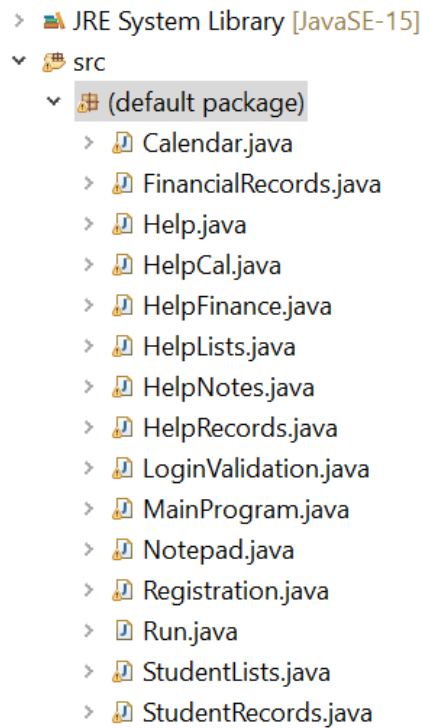 JRE System Library [JavaSE-15]
src
(default package)
Calendar.java
FinancialRecords.java
Help.java
HelpCal.java
HelpFinance.java
HelpLists.java
HelpNotes.java
HelpRecords.java
LoginValidation.java
MainProgram.java
Notepad.java
Registration.java
Run.java
StudentLists.java
StudentRecords.java